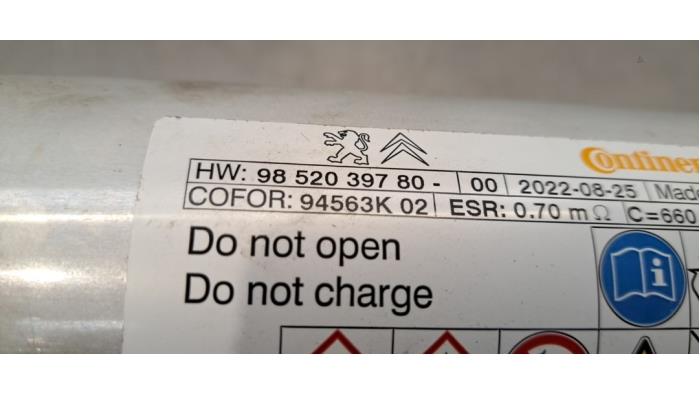 HW: 98 520 397 80 - 00 2022-08-25 Made
COFOR: 94563K 02 ESR: 0.70 mΩ C=660
Do not open
Do not charge